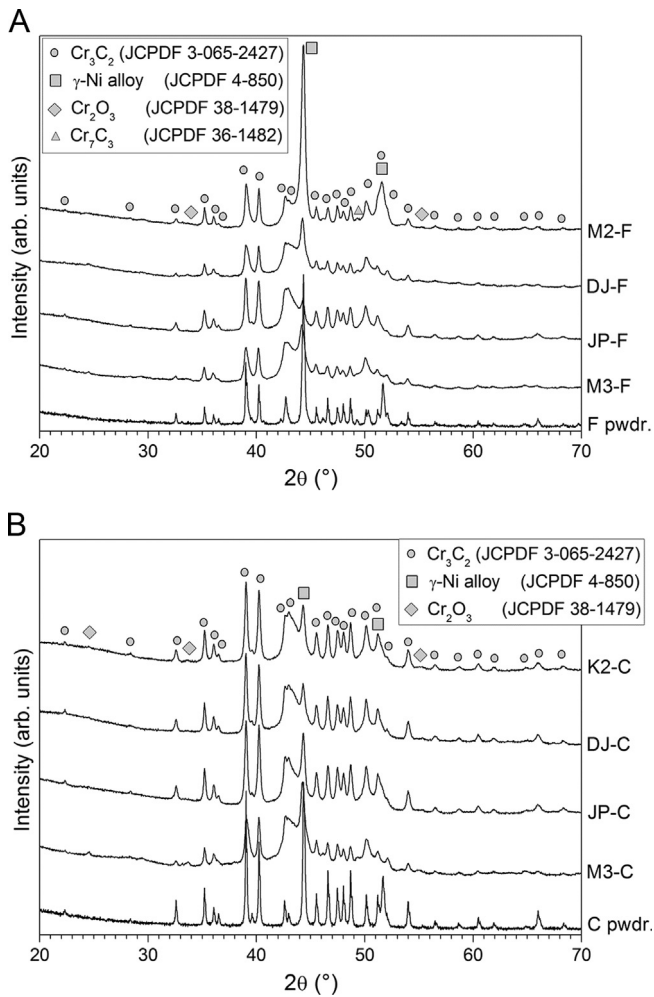 A
Cr3C2 (JCPDF 3-065-2427)
γ-Ni alloy (JCPDF 4-850)
Cr2O3 (JCPDF 38-1479)
Cr7C3 (JCPDF 36-1482)
Intensity (arb. units)
M2-F
DJ-F
JP-F
M3-F
F pwdr.
20 30 40 50 60 70
2θ (°)
B
Cr3C2 (JCPDF 3-065-2427)
γ-Ni alloy (JCPDF 4-850)
Cr2O3 (JCPDF 38-1479)
Intensity (arb. units)
K2-C
DJ-C
JP-C
M3-C
C pwdr.
20 30 40 50 60 70
2θ (°)